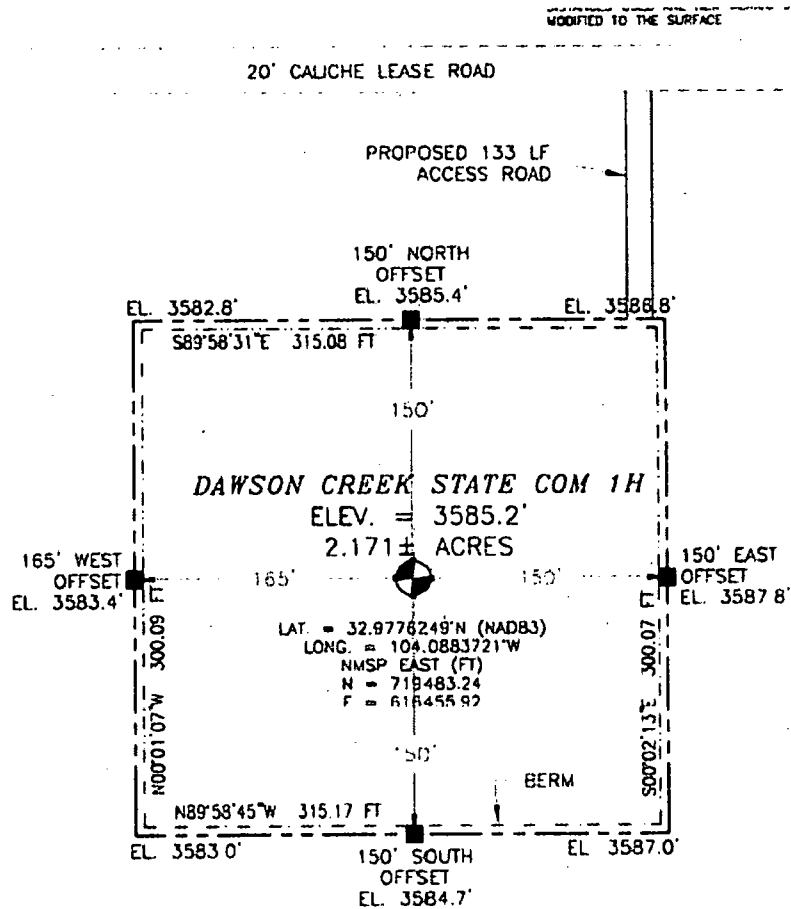 MODIFIED TO THE SURFACE
20' CALICHE LEASE ROAD
PROPOSED 133 LF
ACCESS ROAD
150' NORTH
OFFSET
EL. 3585.4'
EL. 3582.8'
EL. 3586.8'
S89°58'31"E 315.08 FT
150'
DAWSON CREEK STATE COM 1H
ELEV. = 3585.2'
2.171± ACRES
165' WEST
OFFSET
EL. 3583.4'
165'
150'
150' EAST
OFFSET
EL. 3587 8'
LAT. = 32.9776249°N (NAD83)
LONG. = 104.0883721°W
NMSP EAST (FT)
N = 719483.24
E = 616455.92
N00°01'07"W 300.09 FT
S00°02'13"E 300.07 FT
150'
BERM
N89°58'45"W 315.17 FT
EL. 3583 0'
EL 3587.0'
150' SOUTH
OFFSET
EL. 3584.7'